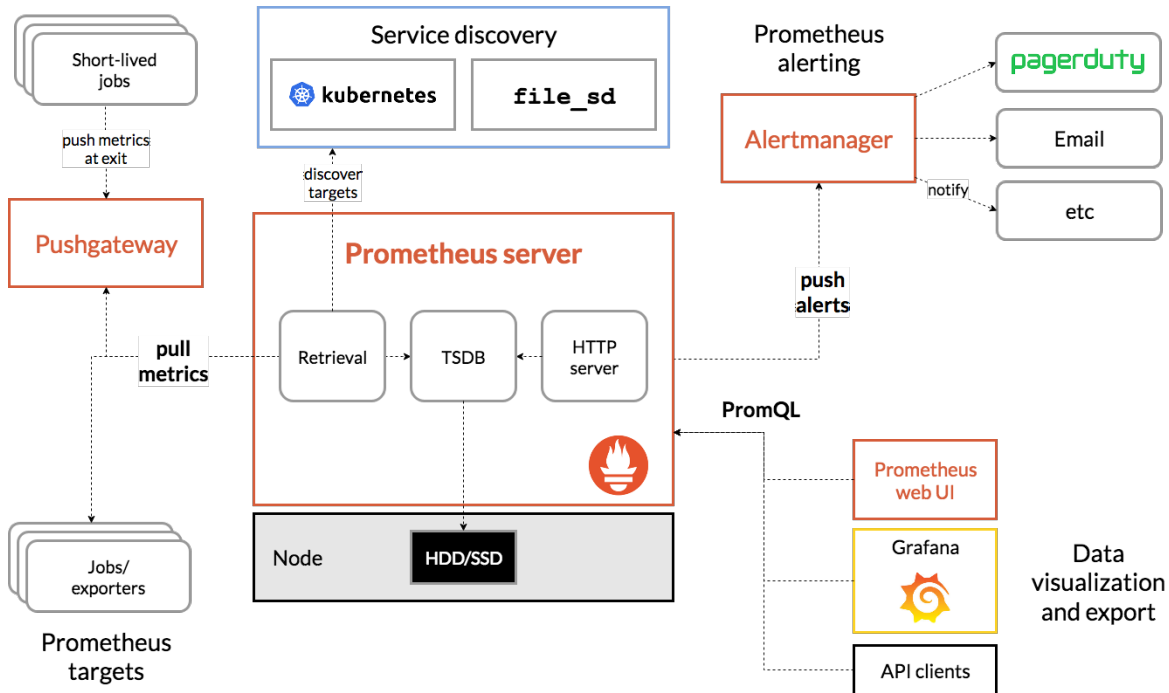 Short-lived
jobs
push metrics
at exit
Pushgateway
Service discovery
kubernetes
file_sd
discover
targets
Prometheus
alerting
Alertmanager
pagerduty
Email
notify
etc
Prometheus server
Retrieval
TSDB
HTTP
server
pull
metrics
push
alerts
PromQL
Node
HDD/SSD
Jobs/
exporters
Prometheus
targets
Prometheus
web UI
Grafana
API clients
Data
visualization
and export